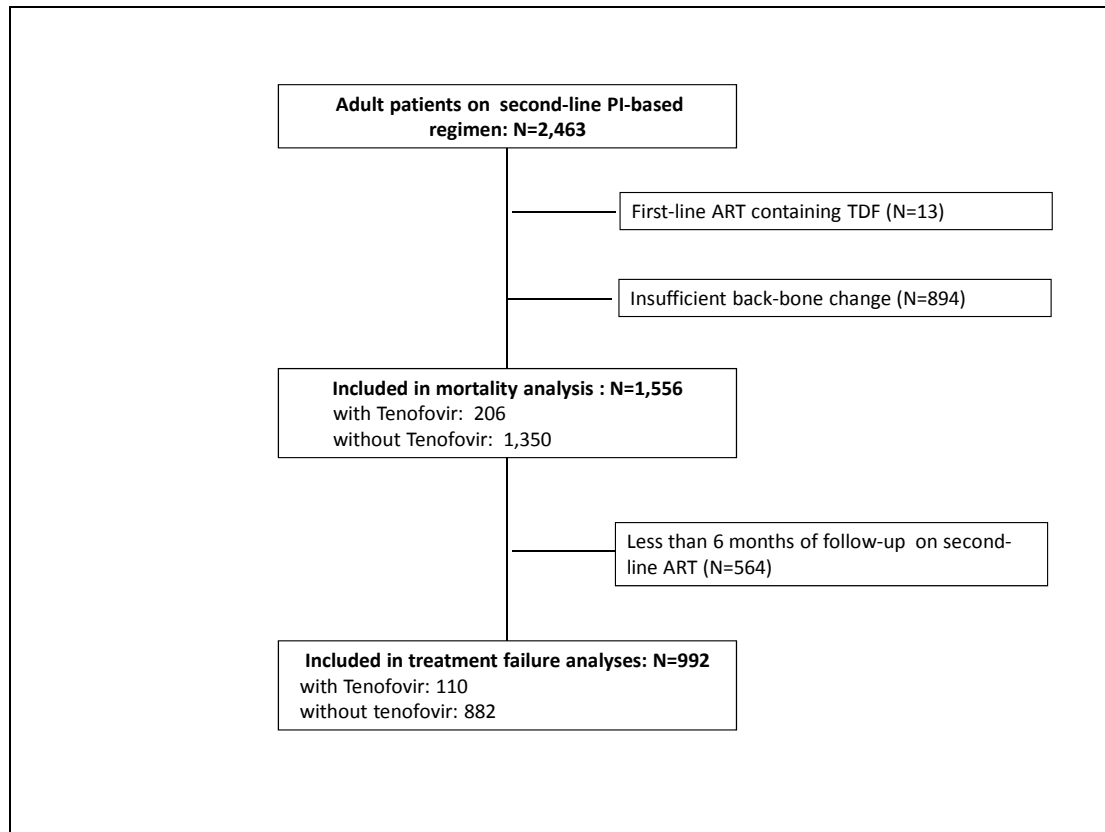 Adult patients on second-line PI-based
regimen: N=2,463
First-line ART containing TDF (N=13)
Insufficient back-bone change (N=894)
Included in mortality analysis : N=1,556
with Tenofovir: 206
without Tenofovir: 1,350
Less than 6 months of follow-up on second-
line ART (N=564)
Included in treatment failure analyses: N=992
with Tenofovir: 110
without tenofovir: 882